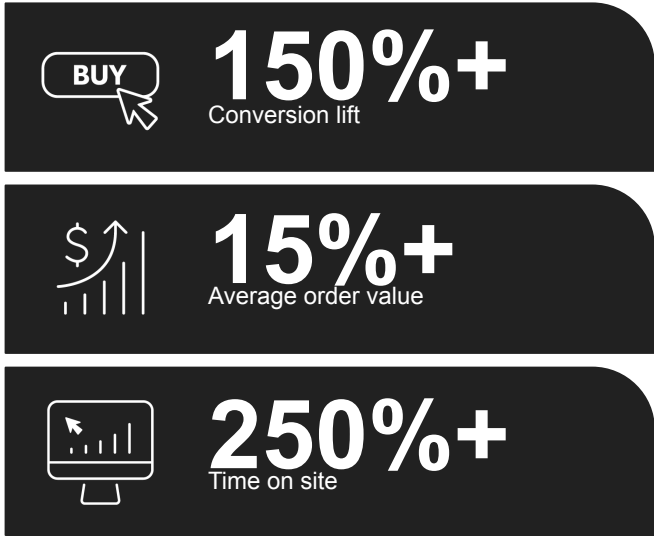 BUY
150%+
Conversion lift
$
15%+
Average order value
250%+
Time on site